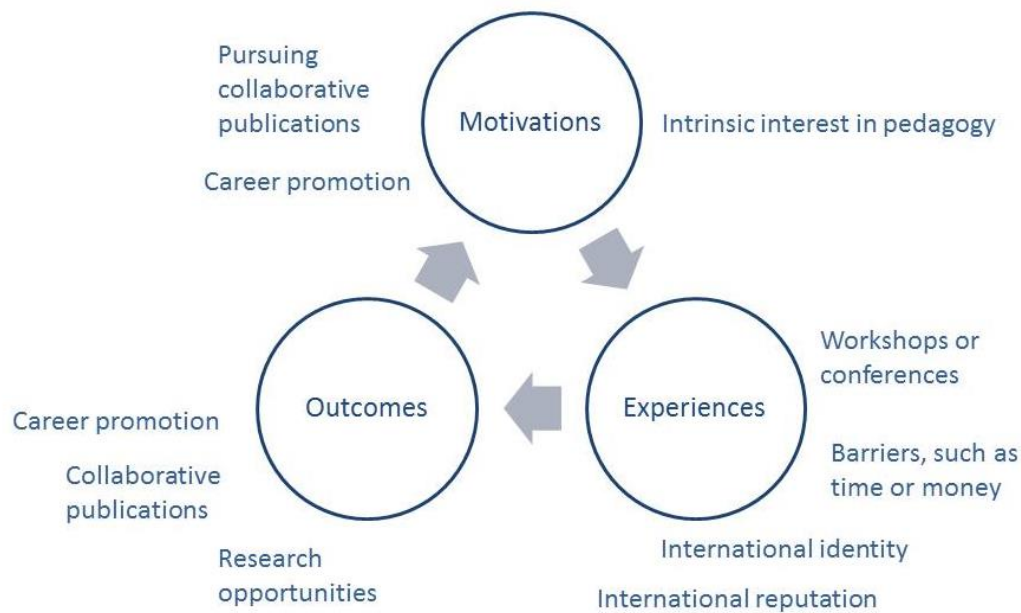 Pursuing
collaborative
publications
Career promotion
Motivations
Intrinsic interest in pedagogy
Workshops or
conferences
Experiences
Barriers, such as
time or money
International identity
International reputation
Outcomes
Career promotion
Collaborative
publications
Research
opportunities